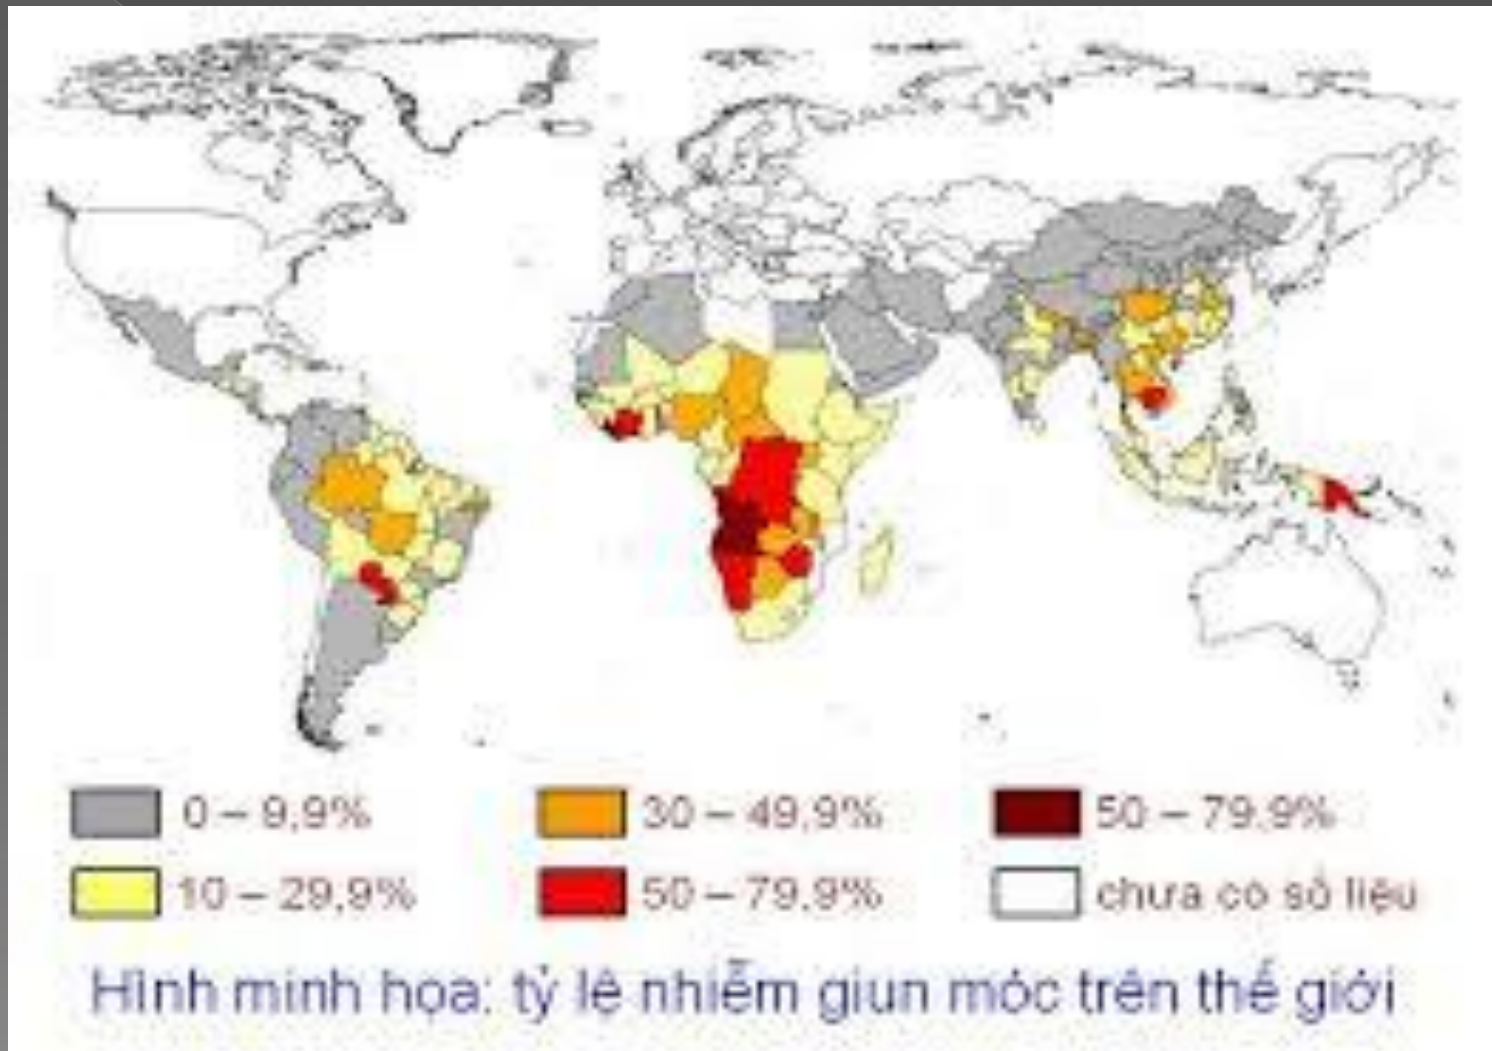 0 – 9,9%
30 – 49,9%
50 – 79.9%
10 – 29,9%
50 – 79.9%
chưa có số liệu
Hình minh họa: tỷ lệ nhiễm giun móc trên thế giới